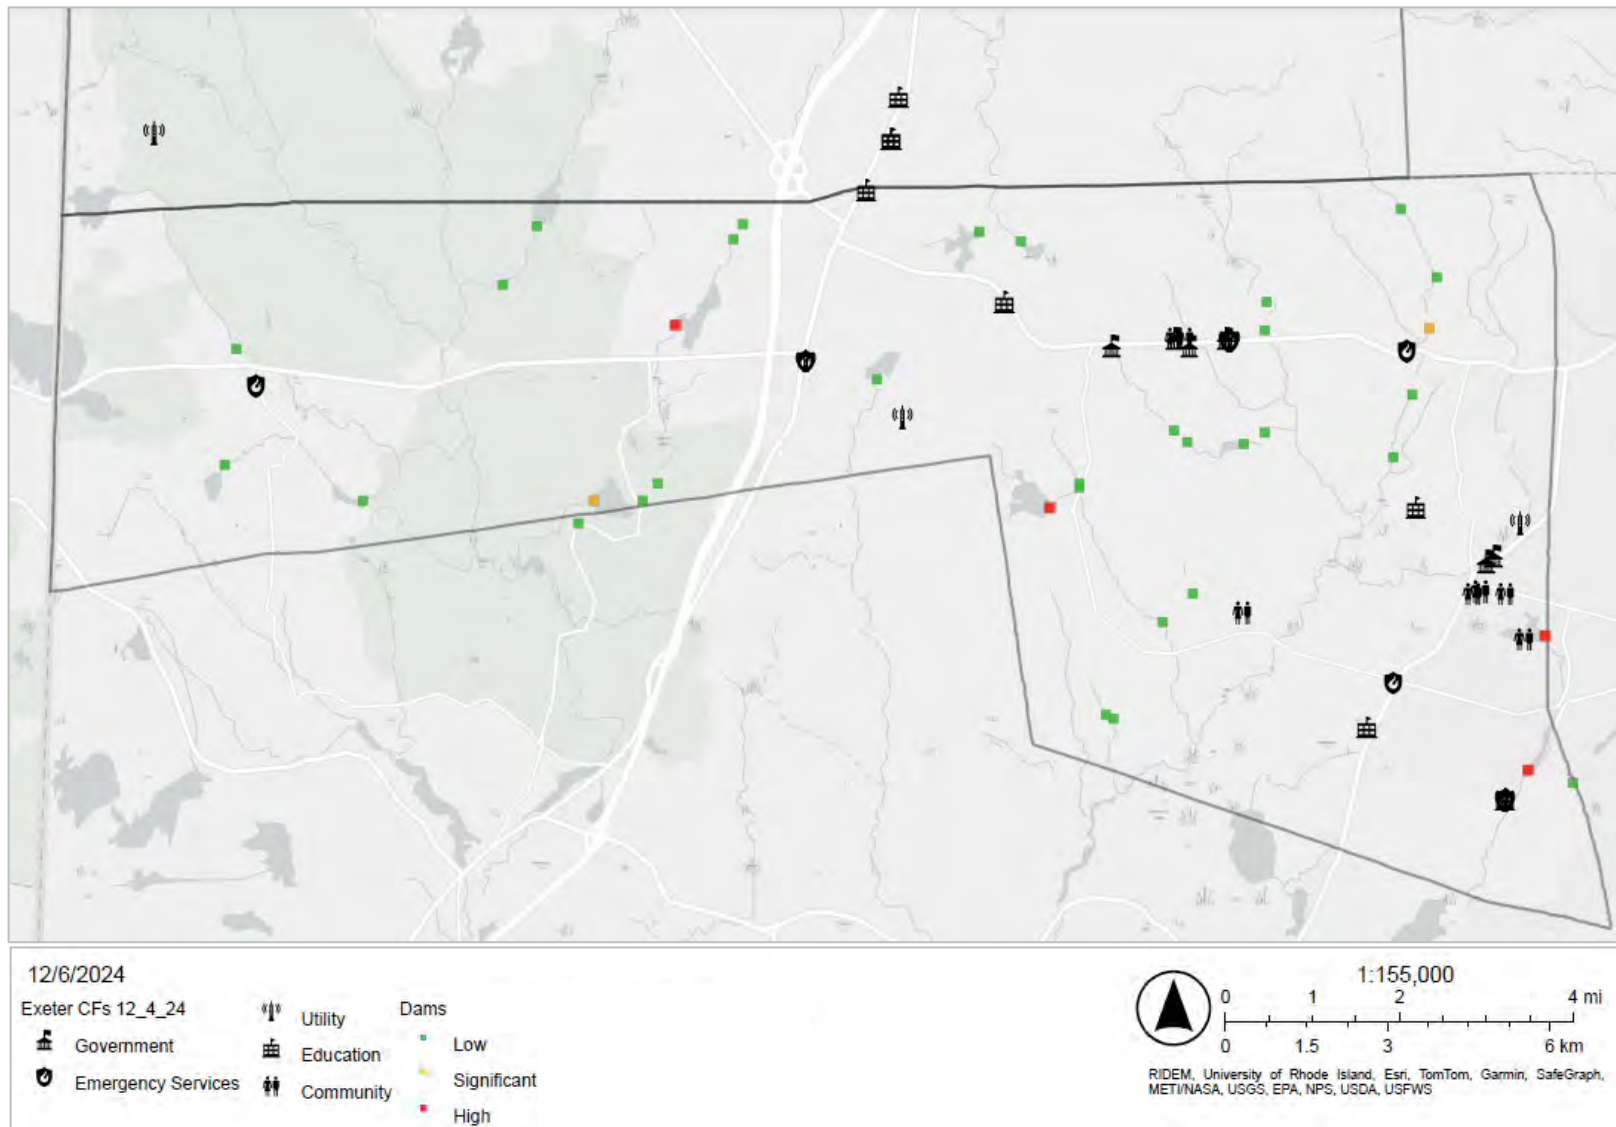 12/6/2024
Exeter CFs 12_4_24
Government
Emergency Services
Utility
Education
Community
Dams
Low
Significant
High
1:155,000
0 1 2 4 mi
0 1.5 3 6 km
RIDEM, University of Rhode Island, Esri, TomTom, Garmin, SafeGraph,
METI/NASA, USGS, EPA, NPS, USDA, USFWS